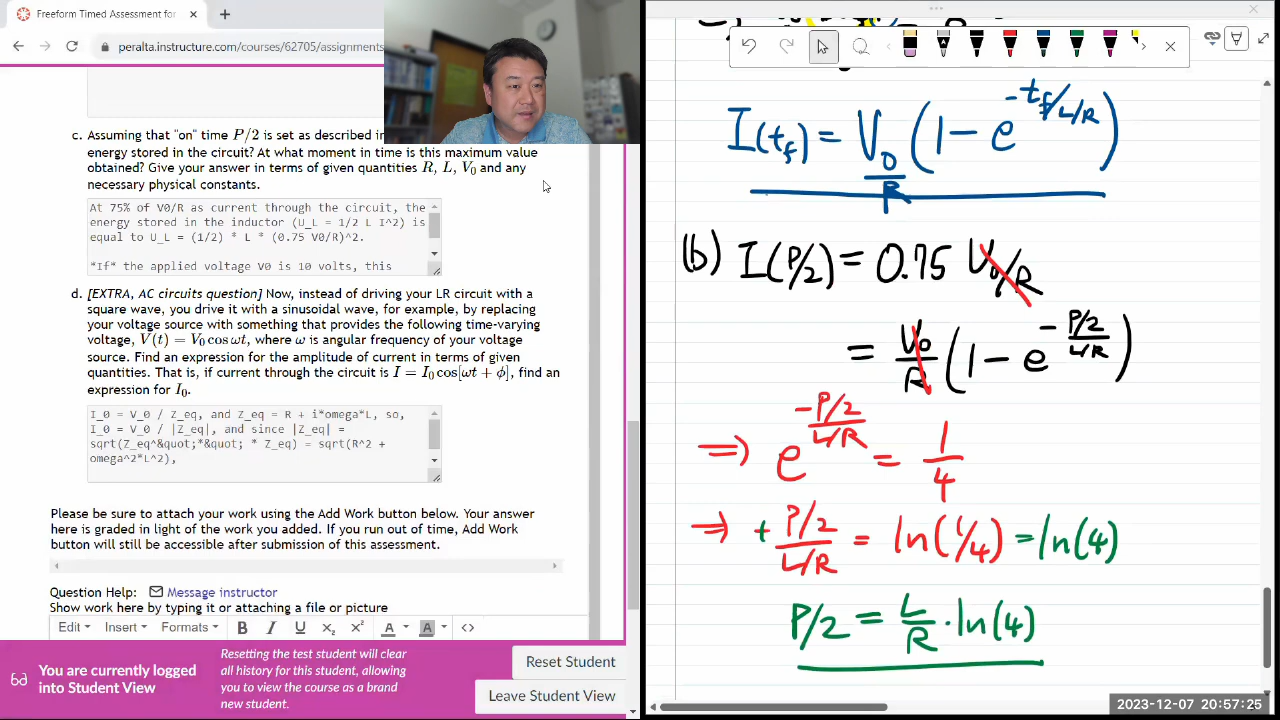 Freeform Timed Assessment for
peralta.instructure.com/courses/62705/assignments
c. Assuming that "on" time P/2 is set as described in
energy stored in the circuit? At what moment in time is this maximum value
obtained? Give your answer in terms of given quantities R, L, V₀ and any
necessary physical constants.
At 75% of V0/R as current through the circuit, the
energy stored in the inductor (U_L = 1/2 L I^2) is
equal to U_L = (1/2) * L * (0.75 V0/R)^2.
*If* the applied voltage V0 is 10 volts, this
d. [EXTRA, AC circuits question] Now, instead of driving your LR circuit with a
square wave, you drive it with a sinusoidal wave, for example, by replacing
your voltage source with something that provides the following time-varying
voltage, V(t) = V₀ cos ωt, where ω is angular frequency of your voltage
source. Find an expression for the amplitude of current in terms of given
quantities. That is, if current through the circuit is I = I₀ cos[ωt + ϕ], find an
expression for I₀.
I_0 = V_0 / Z_eq, and Z_eq = R + i*omega*L, so,
I_0 = V_0 / |Z_eq|, and since |Z_eq| =
sqrt(Z_eq^&quot;*&quot; * Z_eq) = sqrt(R^2 +
omega^2*L^2),
Please be sure to attach your work using the Add Work button below. Your answer
here is graded in light of the work you added. If you run out of time, Add Work
button will still be accessible after submission of this assessment.
Question Help: Message instructor
Show work here by typing it or attaching a file or picture
Edit Insert Formats B I U x² x₂ A A <>
You are currently logged
into Student View
Resetting the test student will clear
all history for this student, allowing
you to view the course as a brand
new student.
Reset Student
Leave Student View
I(t_f) = V₀/R (1 - e^(-t_f/L/R))
(b) I(P/2) = 0.75 V₀/R
= V₀/R (1 - e^(-P/2/L/R))
⇒ e^(-P/2/L/R) = 1/4
⇒ + P/2/L/R = ln(1/4) = ln(4)
P/2 = L/R · ln(4)
2023-12-07 20:57:25